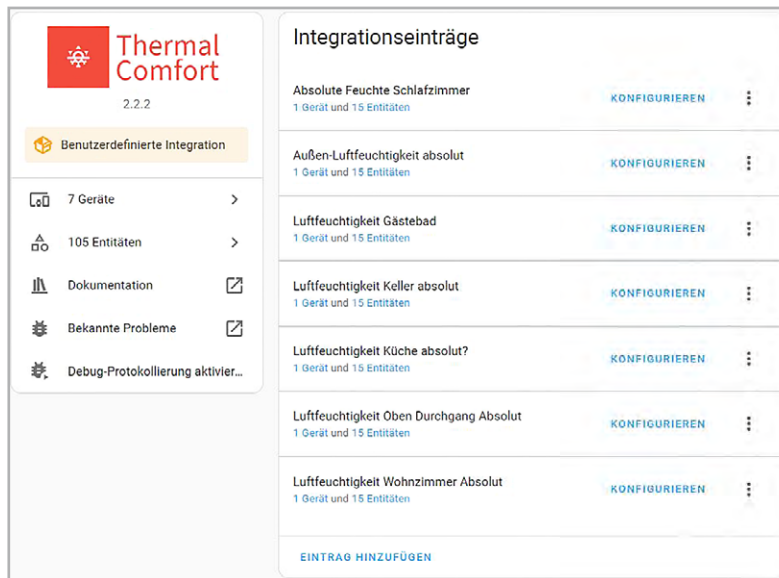 Thermal
Comfort
2.2.2
Benutzerdefinierte Integration
7 Geräte
105 Entitäten
Dokumentation
Bekannte Probleme
Debug-Protokollierung aktivier...
Integrationseinträge
Absolute Feuchte Schlafzimmer
1 Gerät und 15 Entitäten
KONFIGURIEREN
Außen-Luftfeuchtigkeit absolut
1 Gerät und 15 Entitäten
KONFIGURIEREN
Luftfeuchtigkeit Gästebad
1 Gerät und 15 Entitäten
KONFIGURIEREN
Luftfeuchtigkeit Keller absolut
1 Gerät und 15 Entitäten
KONFIGURIEREN
Luftfeuchtigkeit Küche absolut?
1 Gerät und 15 Entitäten
KONFIGURIEREN
Luftfeuchtigkeit Oben Durchgang Absolut
1 Gerät und 15 Entitäten
KONFIGURIEREN
Luftfeuchtigkeit Wohnzimmer Absolut
1 Gerät und 15 Entitäten
KONFIGURIEREN
EINTRAG HINZUFÜGEN